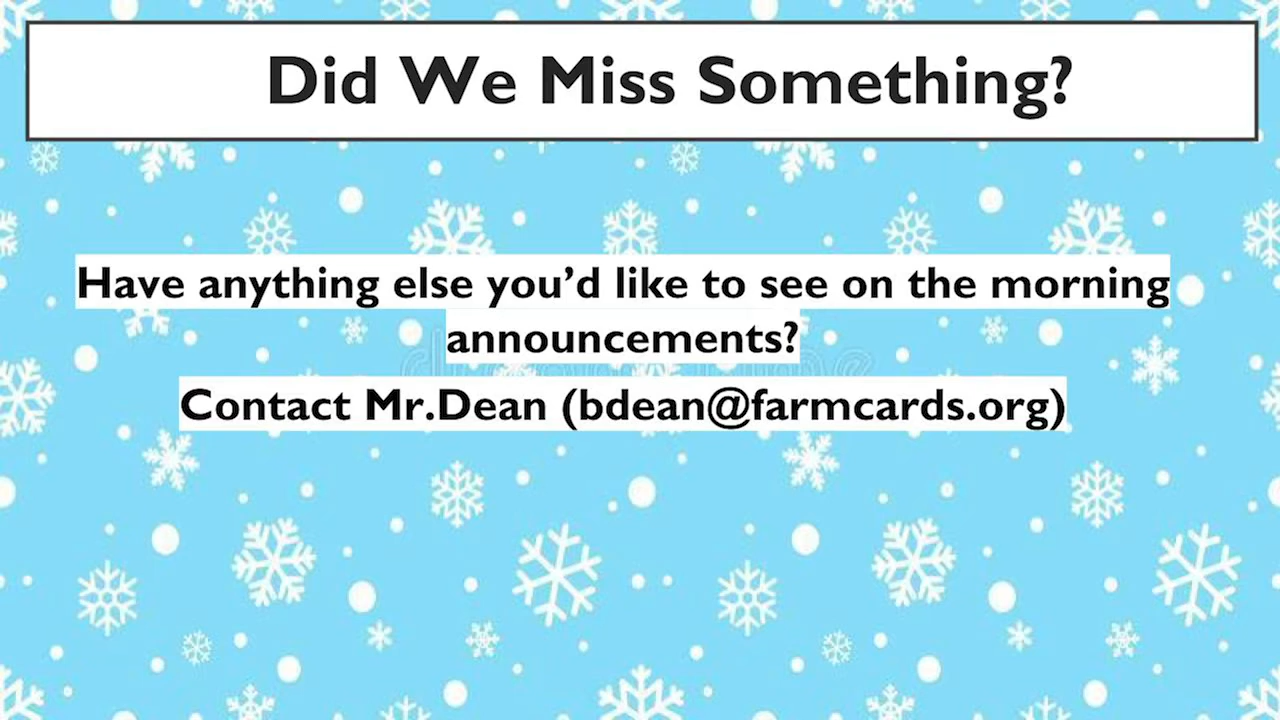 Did We Miss Something?
Have anything else you’d like to see on the morning
announcements?
Contact Mr.Dean (bdean@farmcards.org)